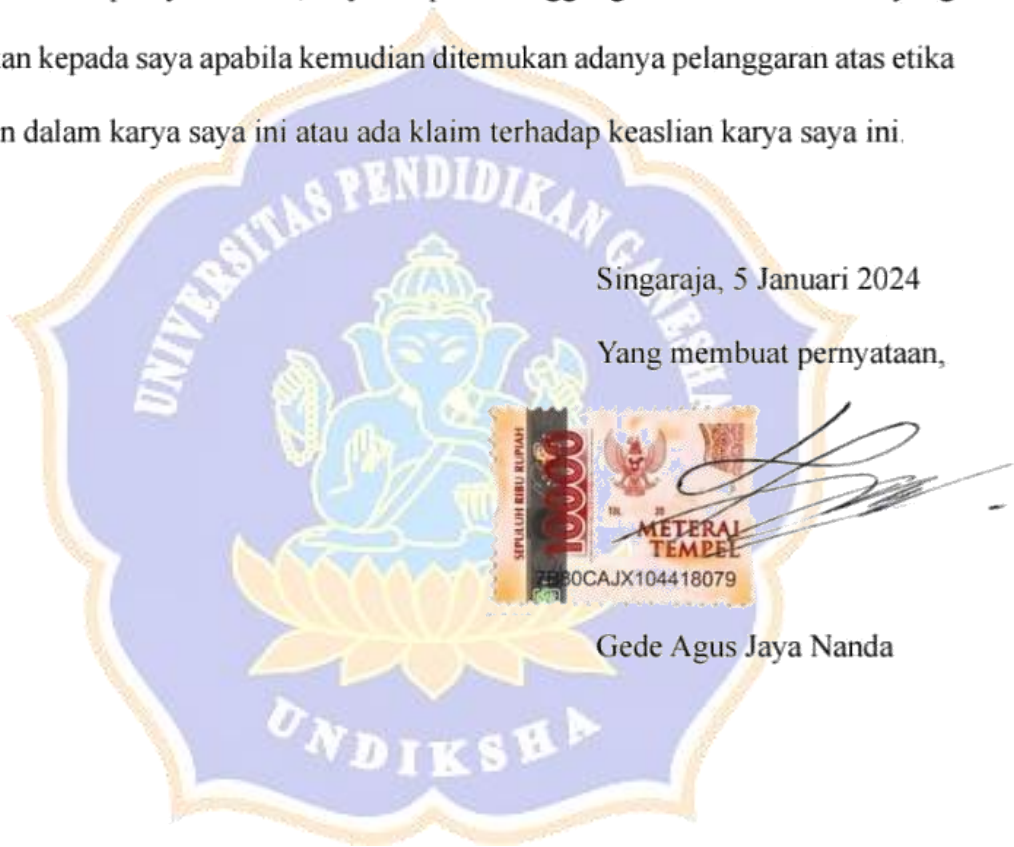 an kepada saya apabila kemudian ditemukan adanya pelanggaran atas etika
dalam karya saya ini atau ada klaim terhadap keaslian karya saya ini.
UNIVERSITAS PENDIDIKAN GANESHA
Singaraja, 5 Januari 2024
Yang membuat pernyataan,
SEPULUH RIBU RUPIAH
10000
METERAI
TEMPEL
Gede Agus Jaya Nanda
UNDIKSHA